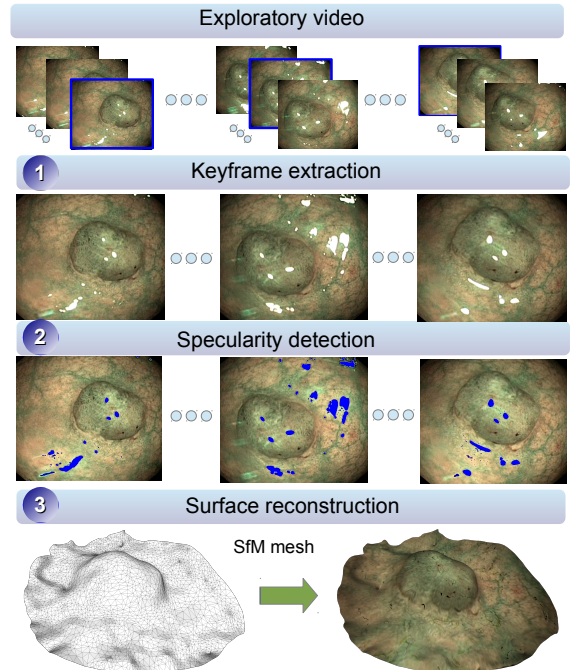 Exploratory video
1 Keyframe extraction
2 Specularity detection
3 Surface reconstruction
SfM mesh